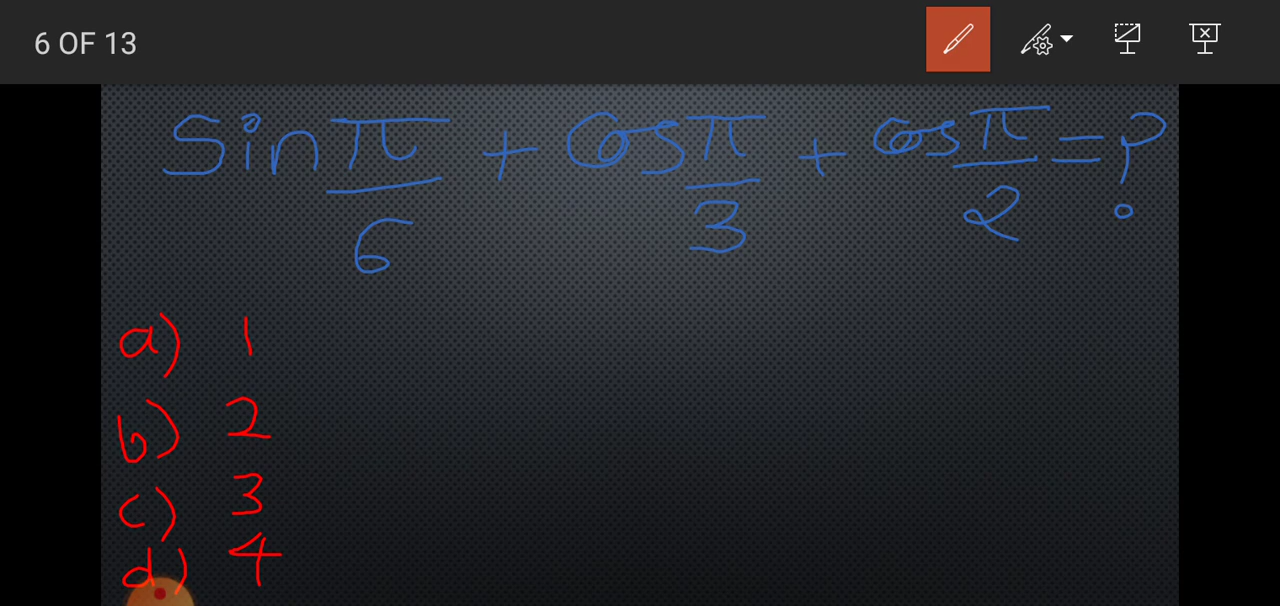 6 OF 13
Sin π/6 + Cos π/3 + cos π/2 = ?
a) 1
b) 2
c) 3
d) 4